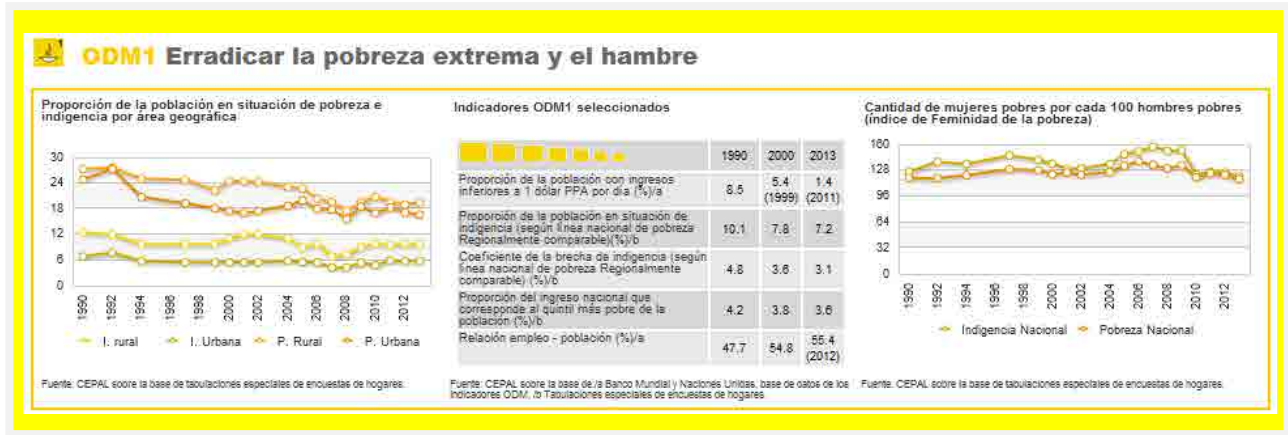 ODM1 Erradicar la pobreza extrema y el hambre
Proporción de la población en situación de pobreza e
indigencia por área geográfica
30
24
18
12
6
0
1990
1992
1994
1996
1998
2000
2002
2004
2006
2008
2010
2012
I. rural
I. Urbana
P. Rural
P. Urbana
Fuente: CEPAL sobre la base de tabulaciones especiales de encuestas de hogares.
Indicadores ODM1 seleccionados
1990 2000 2013
Proporción de la población con ingresos
inferiores a 1 dólar PPA por día (%)/a
8.5
5.4
(1999)
1.4
(2011)
Proporción de la población en situación de
indigencia (según línea nacional de pobreza
Regionalmente comparable)(%)/b
10.1 7.8 7.2
Coeficiente de la brecha de indigencia (según
línea nacional de pobreza Regionalmente
comparable) (%)/b
4.8 3.6 3.1
Proporción del ingreso nacional que
corresponde al quintil más pobre de la
población (%)/b
4.2 3.8 3.6
Relación empleo - población (%)/a
47.7 54.8
55.4
(2012)
Fuente: CEPAL sobre la base de /a Banco Mundial y Naciones Unidas, base de datos de los
Indicadores ODM, /b Tabulaciones especiales de encuestas de hogares
Cantidad de mujeres pobres por cada 100 hombres pobres
(índice de Feminidad de la pobreza)
160
128
96
64
32
0
1990
1992
1994
1996
1998
2000
2002
2004
2006
2008
2010
2012
Indigencia Nacional
Pobreza Nacional
Fuente: CEPAL sobre la base de tabulaciones especiales de encuestas de hogares.